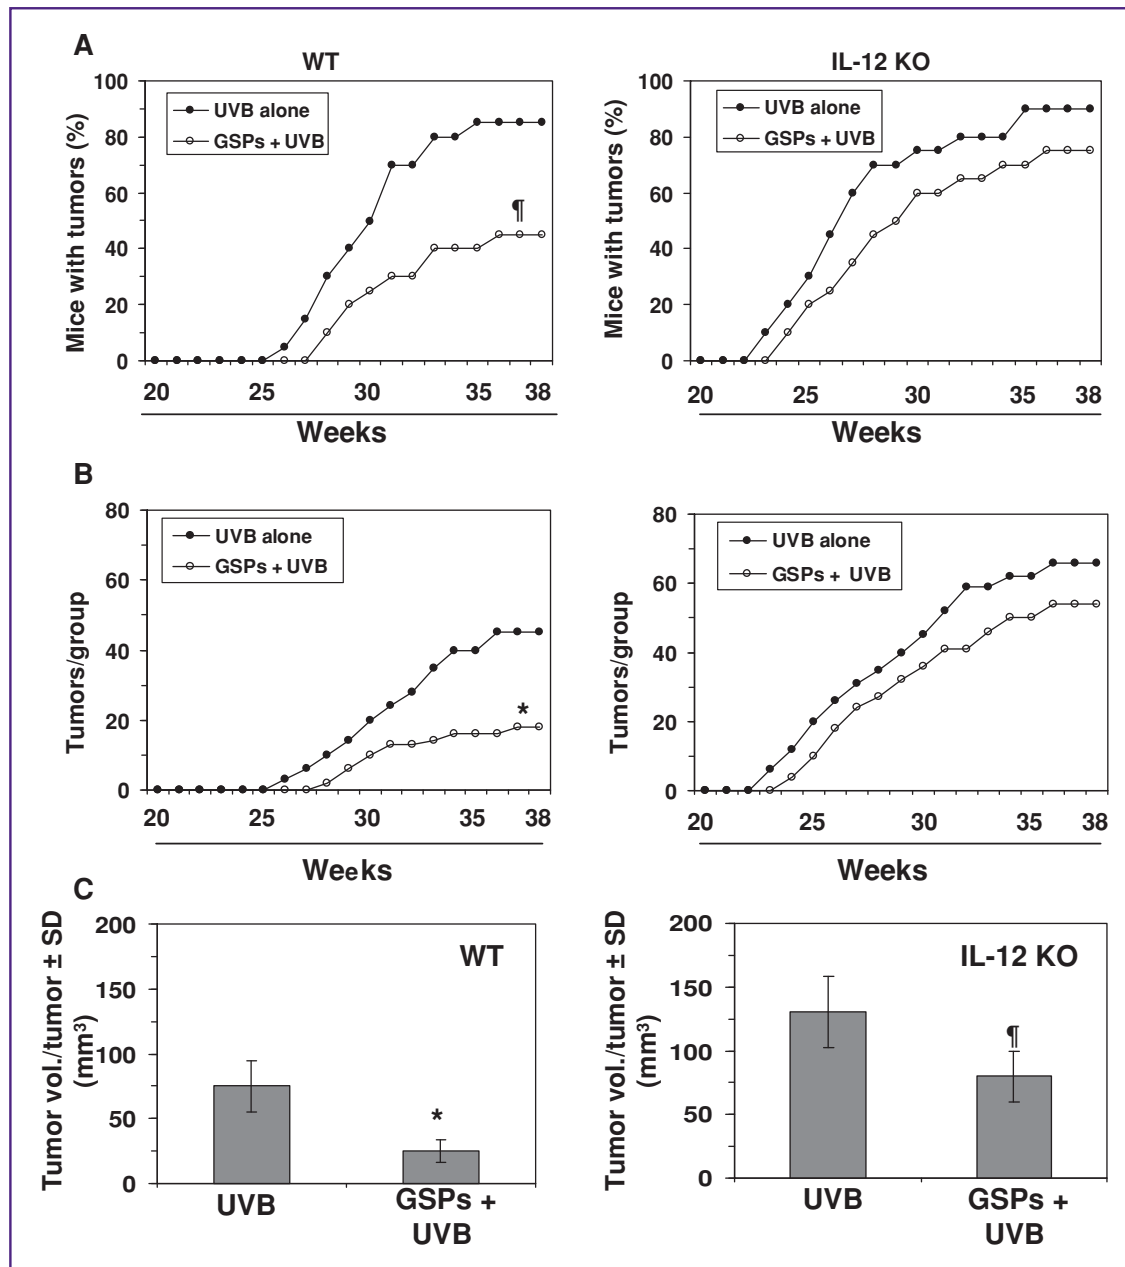 A
WT
IL-12 KO
Mice with tumors (%)
100
80
60
40
20
0
UVB alone
GSPs + UVB
¶
20 25 30 35 38
Weeks
Mice with tumors (%)
100
80
60
40
20
0
UVB alone
GSPs + UVB
20 25 30 35 38
Weeks
B
Tumors/group
80
60
40
20
0
UVB alone
GSPs + UVB
*
20 25 30 35 38
Weeks
Tumors/group
80
60
40
20
0
UVB alone
GSPs + UVB
20 25 30 35 38
Weeks
C
Tumor vol./tumor ± SD
(mm³)
200
150
100
50
0
WT
*
UVB
GSPs +
UVB
Tumor vol./tumor ± SD
(mm³)
200
150
100
50
0
IL-12 KO
¶
UVB
GSPs +
UVB